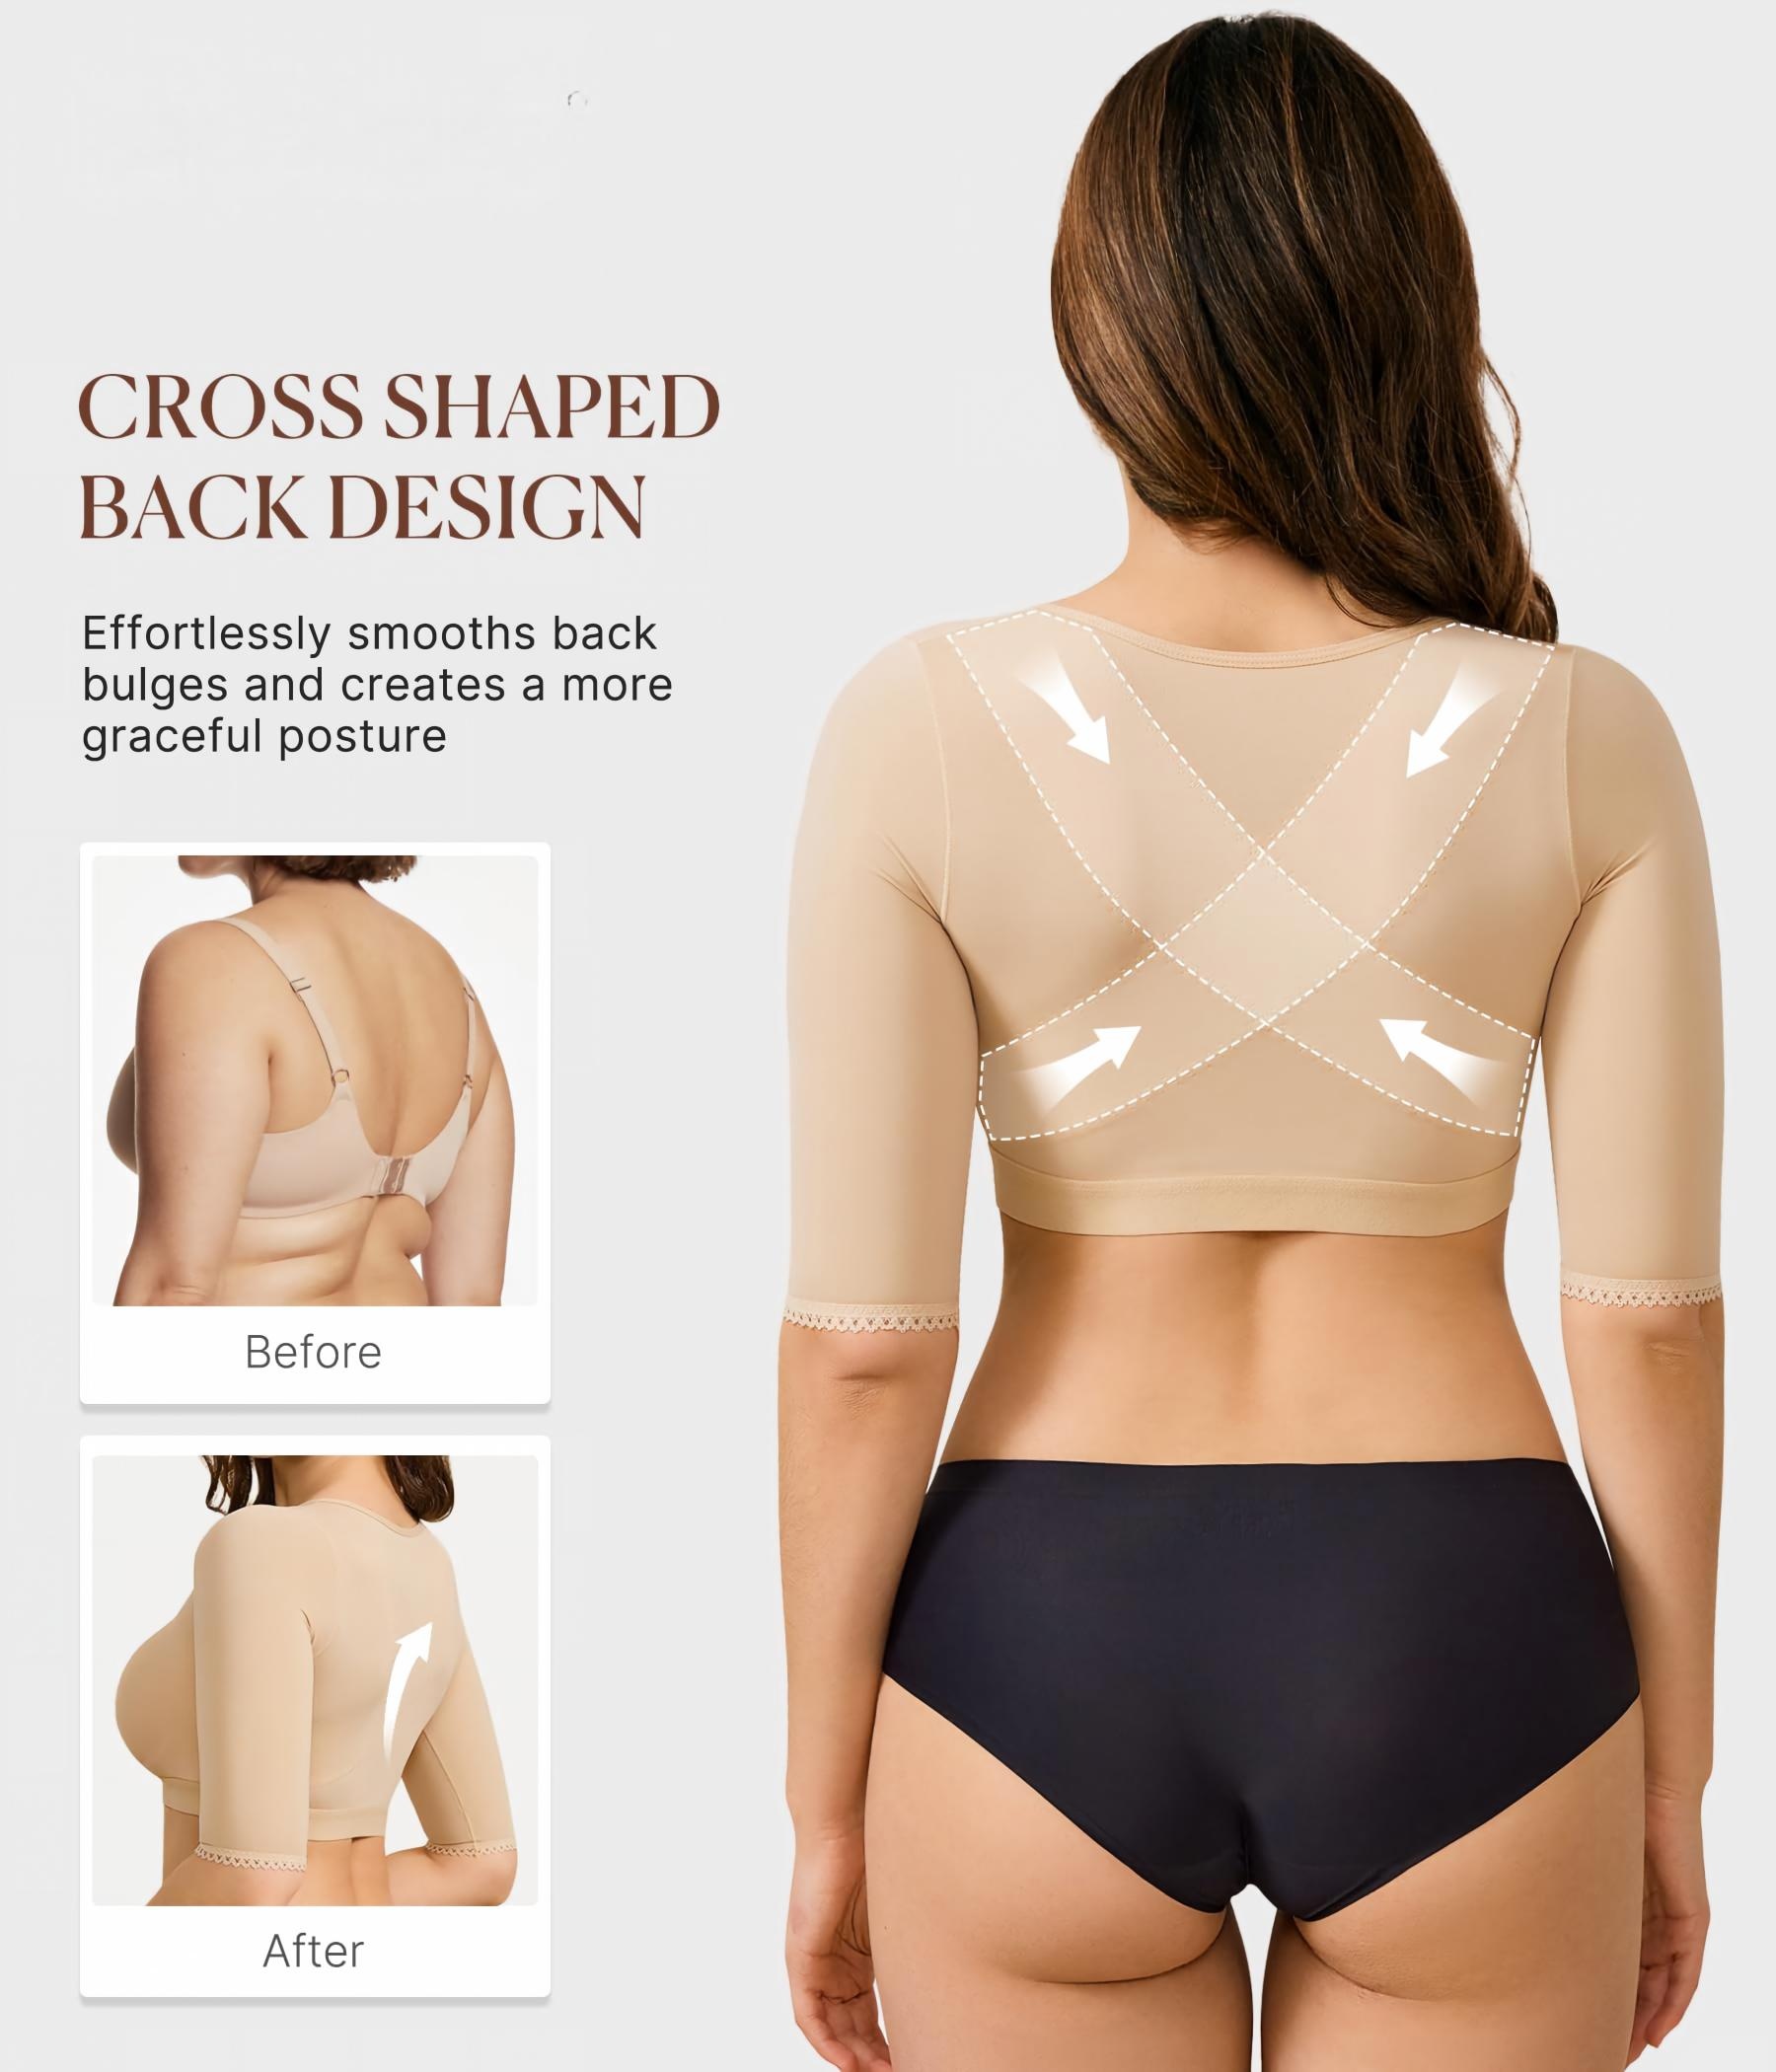 CROSS SHAPED
BACK DESIGN
Effortlessly smooths back
bulges and creates a more
graceful posture
Before
After